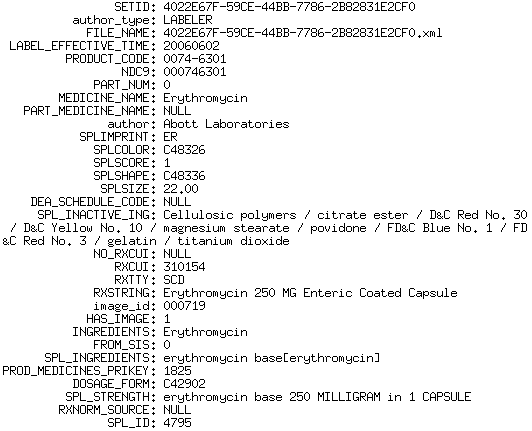 SETID: 4022E67F-59CE-44BB-7786-2B82831E2CF0
author_type: LABELER
FILE_NAME: 4022E67F-59CE-44BB-7786-2B82831E2CF0.xml
LABEL_EFFECTIVE_TIME: 20060602
PRODUCT_CODE: 0074-6301
NDC9: 000746301
PART_NUM: 0
MEDICINE_NAME: Erythromycin
PART_MEDICINE_NAME: NULL
author: Abott Laboratories
SPLIMPRINT: ER
SPLCOLOR: C48326
SPLSCORE: 1
SPLSHAPE: C48336
SPLSIZE: 22.00
DEA_SCHEDULE_CODE: NULL
SPL_INACTIVE_ING: Cellulosic polymers / citrate ester / D&C Red No. 30
/ D&C Yellow No. 10 / magnesium stearate / povidone / FD&C Blue No. 1 / FD
&C Red No. 3 / gelatin / titanium dioxide
NO_RXCUI: NULL
RXCUI: 310154
RXTTY: SCD
RXSTRING: Erythromycin 250 MG Enteric Coated Capsule
image_id: 000719
HAS_IMAGE: 1
INGREDIENTS: Erythromycin
FROM_SIS: 0
SPL_INGREDIENTS: erythromycin base[erythromycin]
PROD_MEDICINES_PRIKEY: 1825
DOSAGE_FORM: C42902
SPL_STRENGTH: erythromycin base 250 MILLIGRAM in 1 CAPSULE
RXNORM_SOURCE: NULL
SPL_ID: 4795